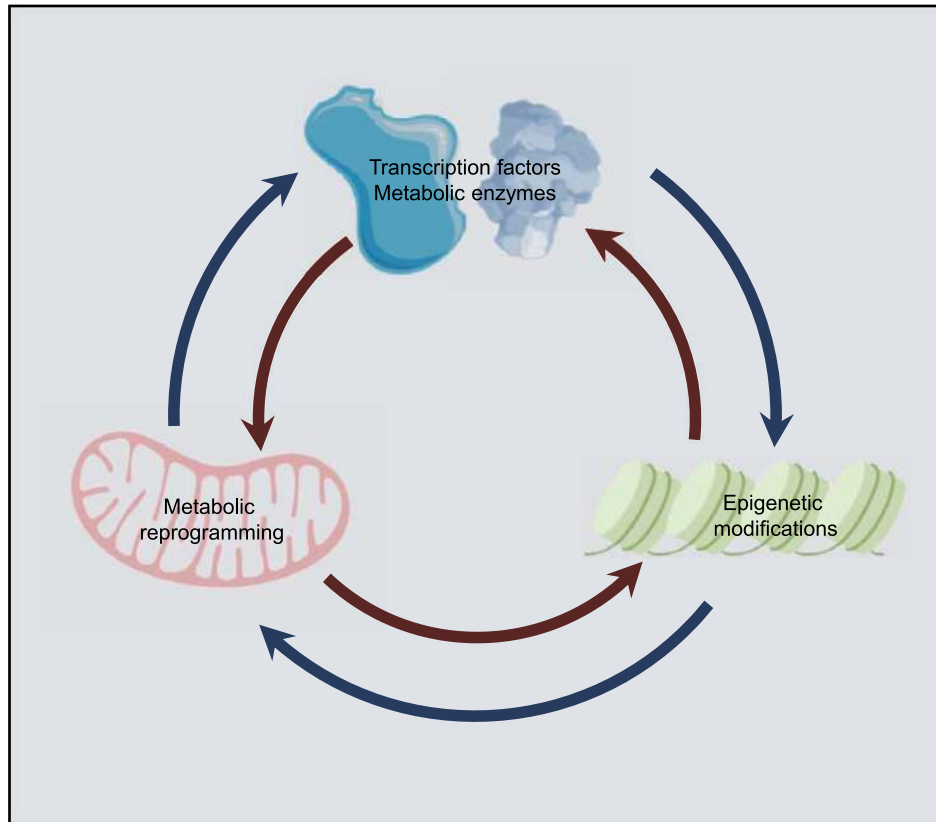 Transcription factors
Metabolic enzymes
Metabolic
reprogramming
Epigenetic
modifications